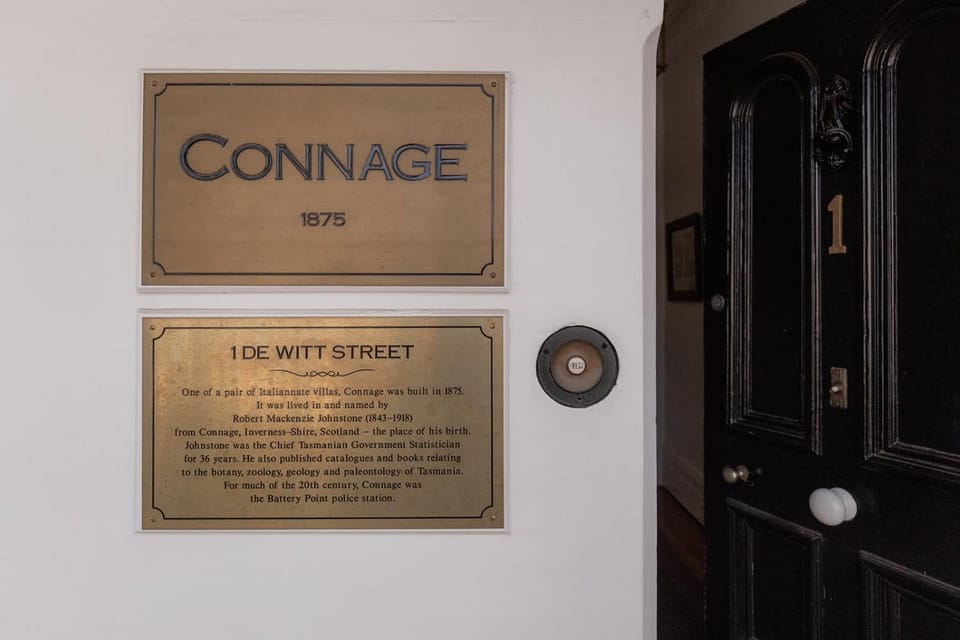 CONNAGE
1875
1 DE WITT STREET
One of a pair of Italiannate villas, Connage was built in 1875.
It was lived in and named by
Robert Mackenzie Johnstone (1843–1918)
from Connage, Inverness–Shire, Scotland – the place of his birth.
Johnstone was the Chief Tasmanian Government Statistician
for 36 years. He also published catalogues and books relating
to the botany, zoology, geology and paleontology of Tasmania.
For much of the 20th century, Connage was
the Battery Point police station.
1